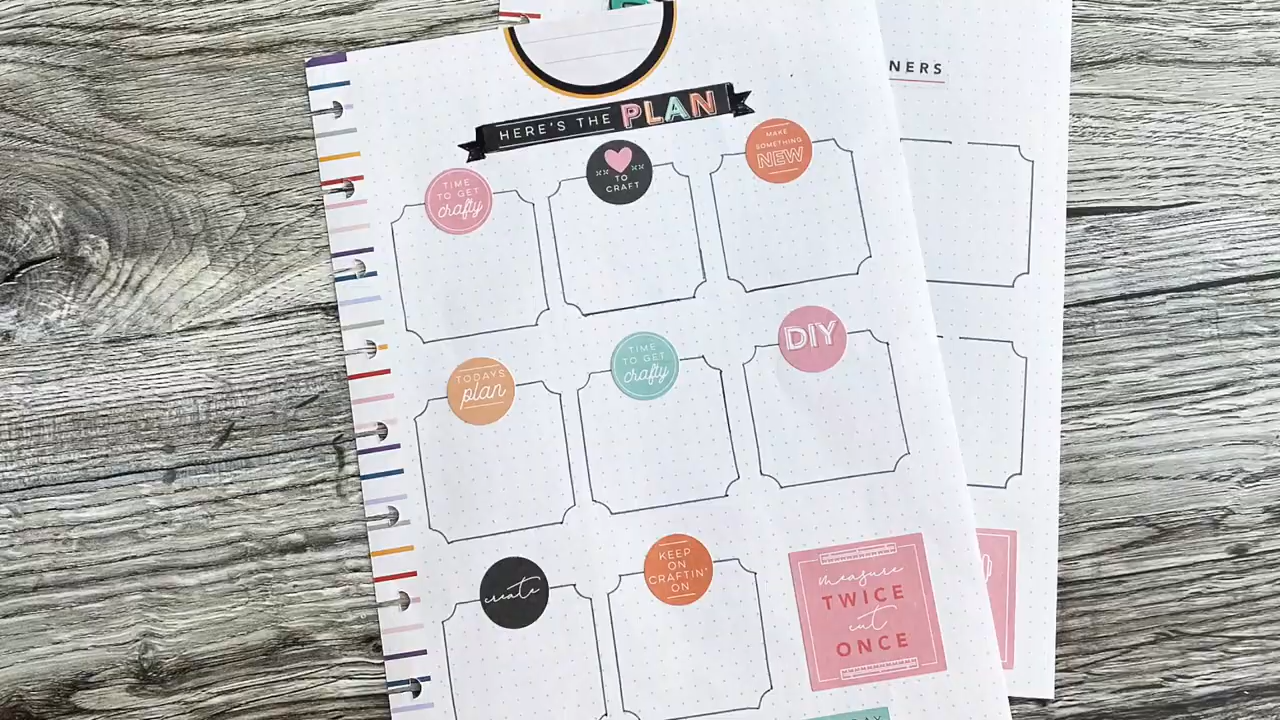 NERS
HERE'S THE PLAN
MAKE
SOMETHING
NEW
TO
CRAFT
TIME
TO GET
crafty
DIY
TIME
TO GET
crafty
TODAYS
plan
KEEP
ON
CRAFTIN'
ON
create
measure
TWICE
cut
ONCE